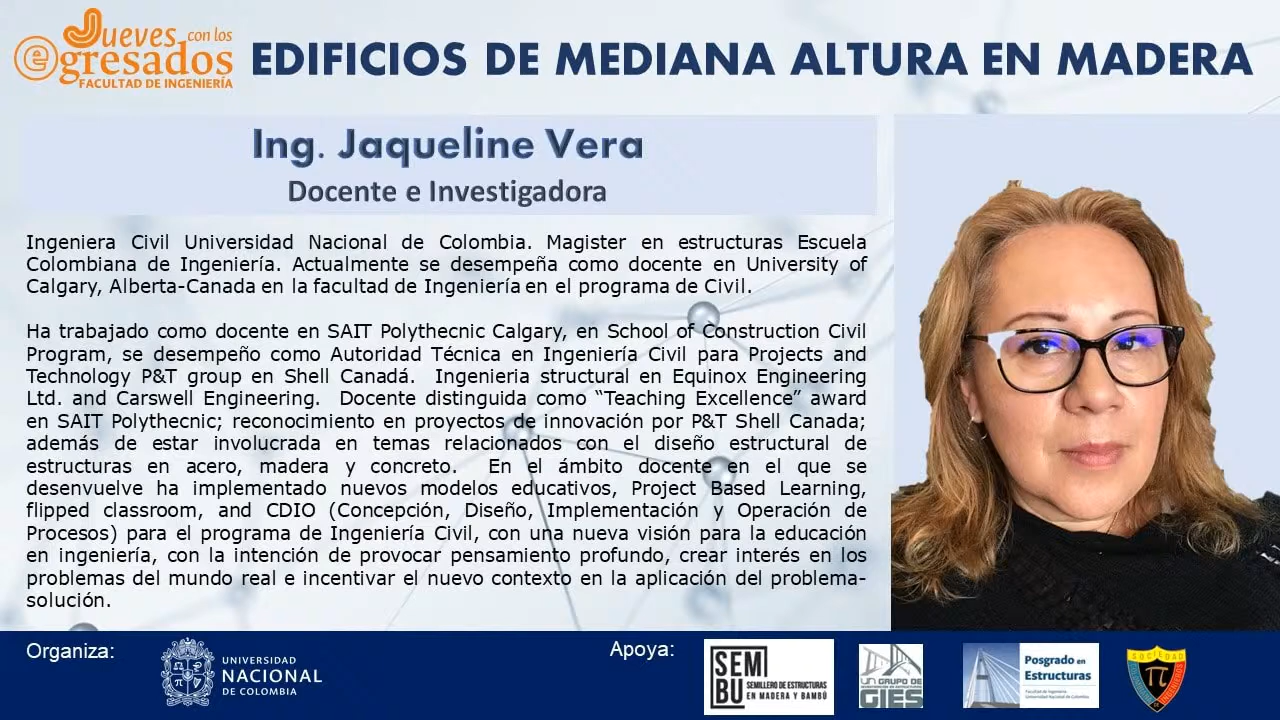 Jueves con los
egresados
FACULTAD DE INGENIERÍA
EDIFICIOS DE MEDIANA ALTURA EN MADERA
Ing. Jaqueline Vera
Docente e Investigadora
Ingeniera Civil Universidad Nacional de Colombia. Magister en estructuras Escuela
Colombiana de Ingeniería. Actualmente se desempeña como docente en University of
Calgary, Alberta-Canada en la facultad de Ingeniería en el programa de Civil.
Ha trabajado como docente en SAIT Polythecnic Calgary, en School of Construction Civil
Program, se desempeño como Autoridad Técnica en Ingeniería Civil para Projects and
Technology P&T group en Shell Canadá. Ingenieria structural en Equinox Engineering
Ltd. and Carswell Engineering. Docente distinguida como “Teaching Excellence” award
en SAIT Polythecnic; reconocimiento en proyectos de innovación por P&T Shell Canada;
además de estar involucrada en temas relacionados con el diseño estructural de
estructuras en acero, madera y concreto. En el ámbito docente en el que se
desenvuelve ha implementado nuevos modelos educativos, Project Based Learning,
flipped classroom, and CDIO (Concepción, Diseño, Implementación y Operación de
Procesos) para el programa de Ingeniería Civil, con una nueva visión para la educación
en ingeniería, con la intención de provocar pensamiento profundo, crear interés en los
problemas del mundo real e incentivar el nuevo contexto en la aplicación del problema-
solución.
Organiza:
UNIVERSIDAD
NACIONAL
DE COLOMBIA
Apoya:
SEM
BU
SEMILLERO DE ESTRUCTURAS
EN MADERA Y BAMBÚ
UN GRUPO DE
GIES
Posgrado en
Estructuras
Facultad de Ingeniería
Universidad Nacional de Colombia
SOCIEDAD
π